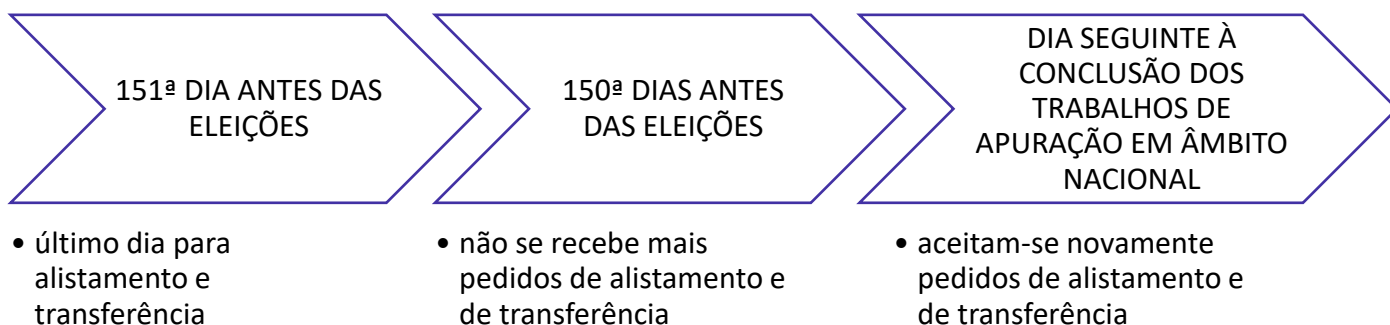 151ª DIA ANTES DAS
ELEIÇÕES
• último dia para
alistamento e
transferência
150ª DIAS ANTES
DAS ELEIÇÕES
• não se recebe mais
pedidos de alistamento e
de transferência
DIA SEGUINTE À
CONCLUSÃO DOS
TRABALHOS DE
APURAÇÃO EM ÂMBITO
NACIONAL
• aceitam-se novamente
pedidos de alistamento e
de transferência